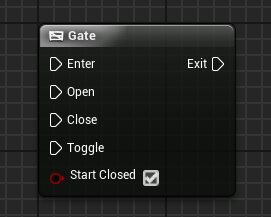 Gate
Enter Exit
Open
Close
Toggle
Start Closed